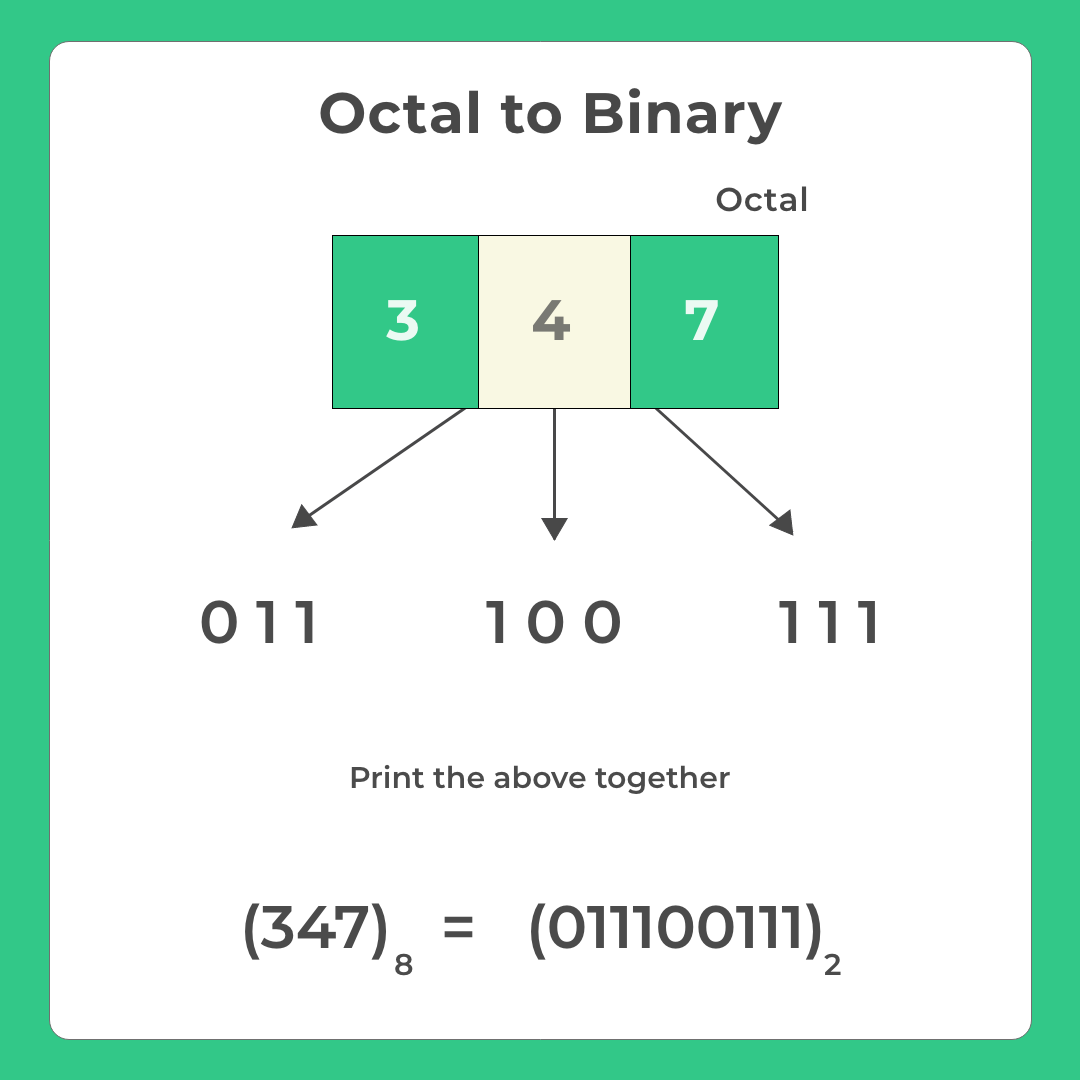 Octal to Binary
Octal
3 4 7
0 1 1 1 0 0 1 1 1
Print the above together
(347)8 = (011100111)2